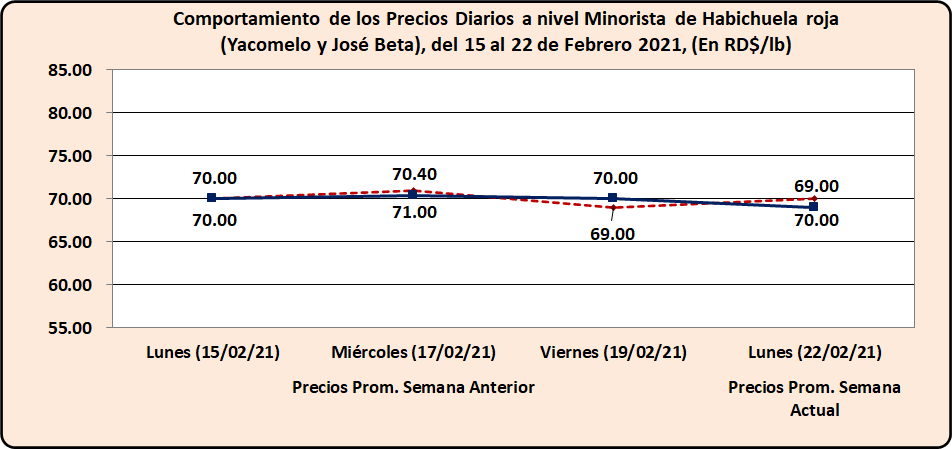 Comportamiento de los Precios Diarios a nivel Minorista de Habichuela roja
(Yacomelo y José Beta), del 15 al 22 de Febrero 2021, (En RD$/lb)
85.00
80.00
75.00
70.00
65.00
60.00
55.00
70.00 70.40 70.00 69.00
70.00 71.00 69.00 70.00
Lunes (15/02/21) Miércoles (17/02/21) Viernes (19/02/21) Lunes (22/02/21)
Precios Prom. Semana Anterior Precios Prom. Semana
Actual